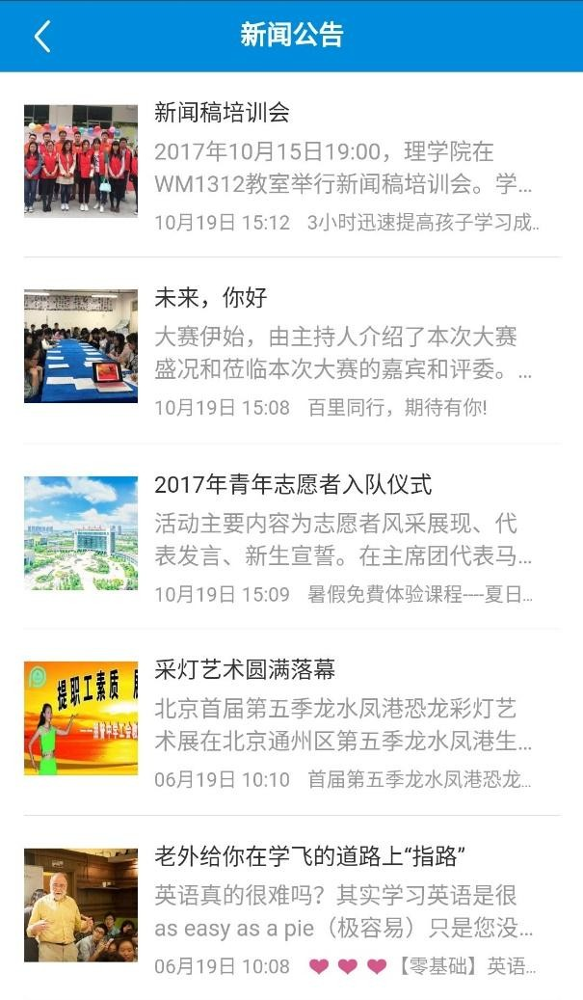 新闻公告
新闻稿培训会
2017年10月15日19:00，理学院在
WM1312教室举行新闻稿培训会。学...
10月19日 15:12 3小时迅速提高孩子学习成...
未来，你好
大赛伊始，由主持人介绍了本次大赛
盛况和莅临本次大赛的嘉宾和评委。...
10月19日 15:08 百里同行，期待有你!
2017年青年志愿者入队仪式
活动主要内容为志愿者风采展现、代
表发言、新生宣誓。在主席团代表马...
10月19日 15:09 暑假免費体验课程----夏日...
采灯艺术圆满落幕
提职工素质
北京首届第五季龙水凤港恐龙彩灯艺
术展在北京通州区第五季龙水凤港生...
06月19日 10:10 首届第五季龙水凤港恐龙...
老外给你在学飞的道路上“指路”
英语真的很难吗？其实学习英语是很
as easy as a pie（极容易）只是您没...
06月19日 10:08 ❤ ❤ ❤【零基础】英语...